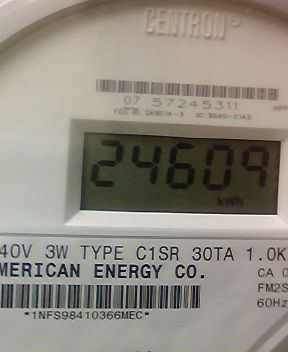 CENTRON
07 57245311
24609
kWh
40V 3W TYPE C1SR 30TA 1.0K
MERICAN ENERGY CO.
CA 0
FM2S
60Hz
*1NFS98410366MEC*